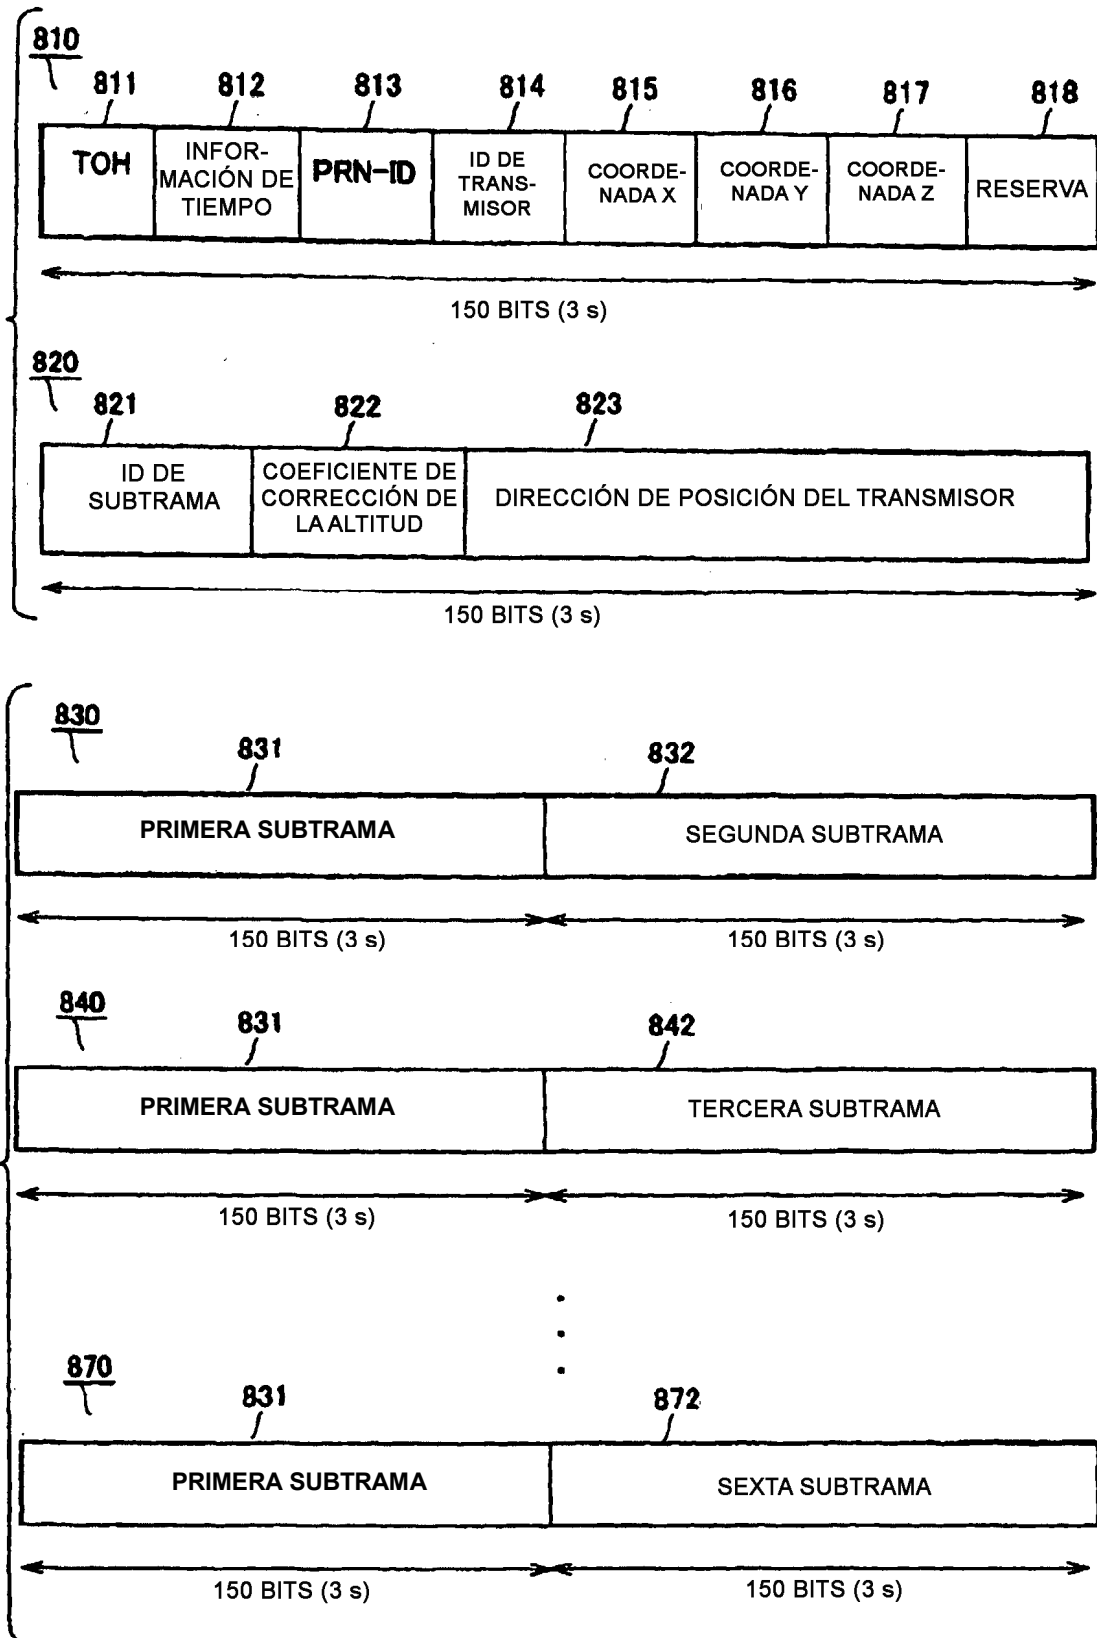 810
811 812 813 814 815 816 817 818
TOH
INFOR-
MACIÓN DE
TIEMPO
PRN-ID
ID DE
TRANS-
MISOR
COORDE-
NADA X
COORDE-
NADA Y
COORDE-
NADA Z
RESERVA
150 BITS (3 s)
820
821 822 823
ID DE
SUBTRAMA
COEFICIENTE DE
CORRECCIÓN DE
LA ALTITUD
DIRECCIÓN DE POSICIÓN DEL TRANSMISOR
150 BITS (3 s)
830
831 832
PRIMERA SUBTRAMA SEGUNDA SUBTRAMA
150 BITS (3 s) 150 BITS (3 s)
840
831 842
PRIMERA SUBTRAMA TERCERA SUBTRAMA
150 BITS (3 s) 150 BITS (3 s)
870
831 872
PRIMERA SUBTRAMA SEXTA SUBTRAMA
150 BITS (3 s) 150 BITS (3 s)